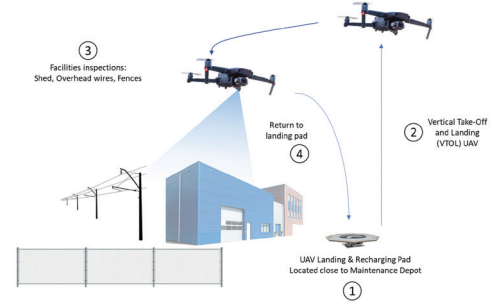 3
Facilities inspections:
Shed, Overhead wires, Fences
Return to
landing pad
4
2
Vertical Take-Off
and Landing
(VTOL) UAV
UAV Landing & Recharging Pad
Located close to Maintenance Depot
1